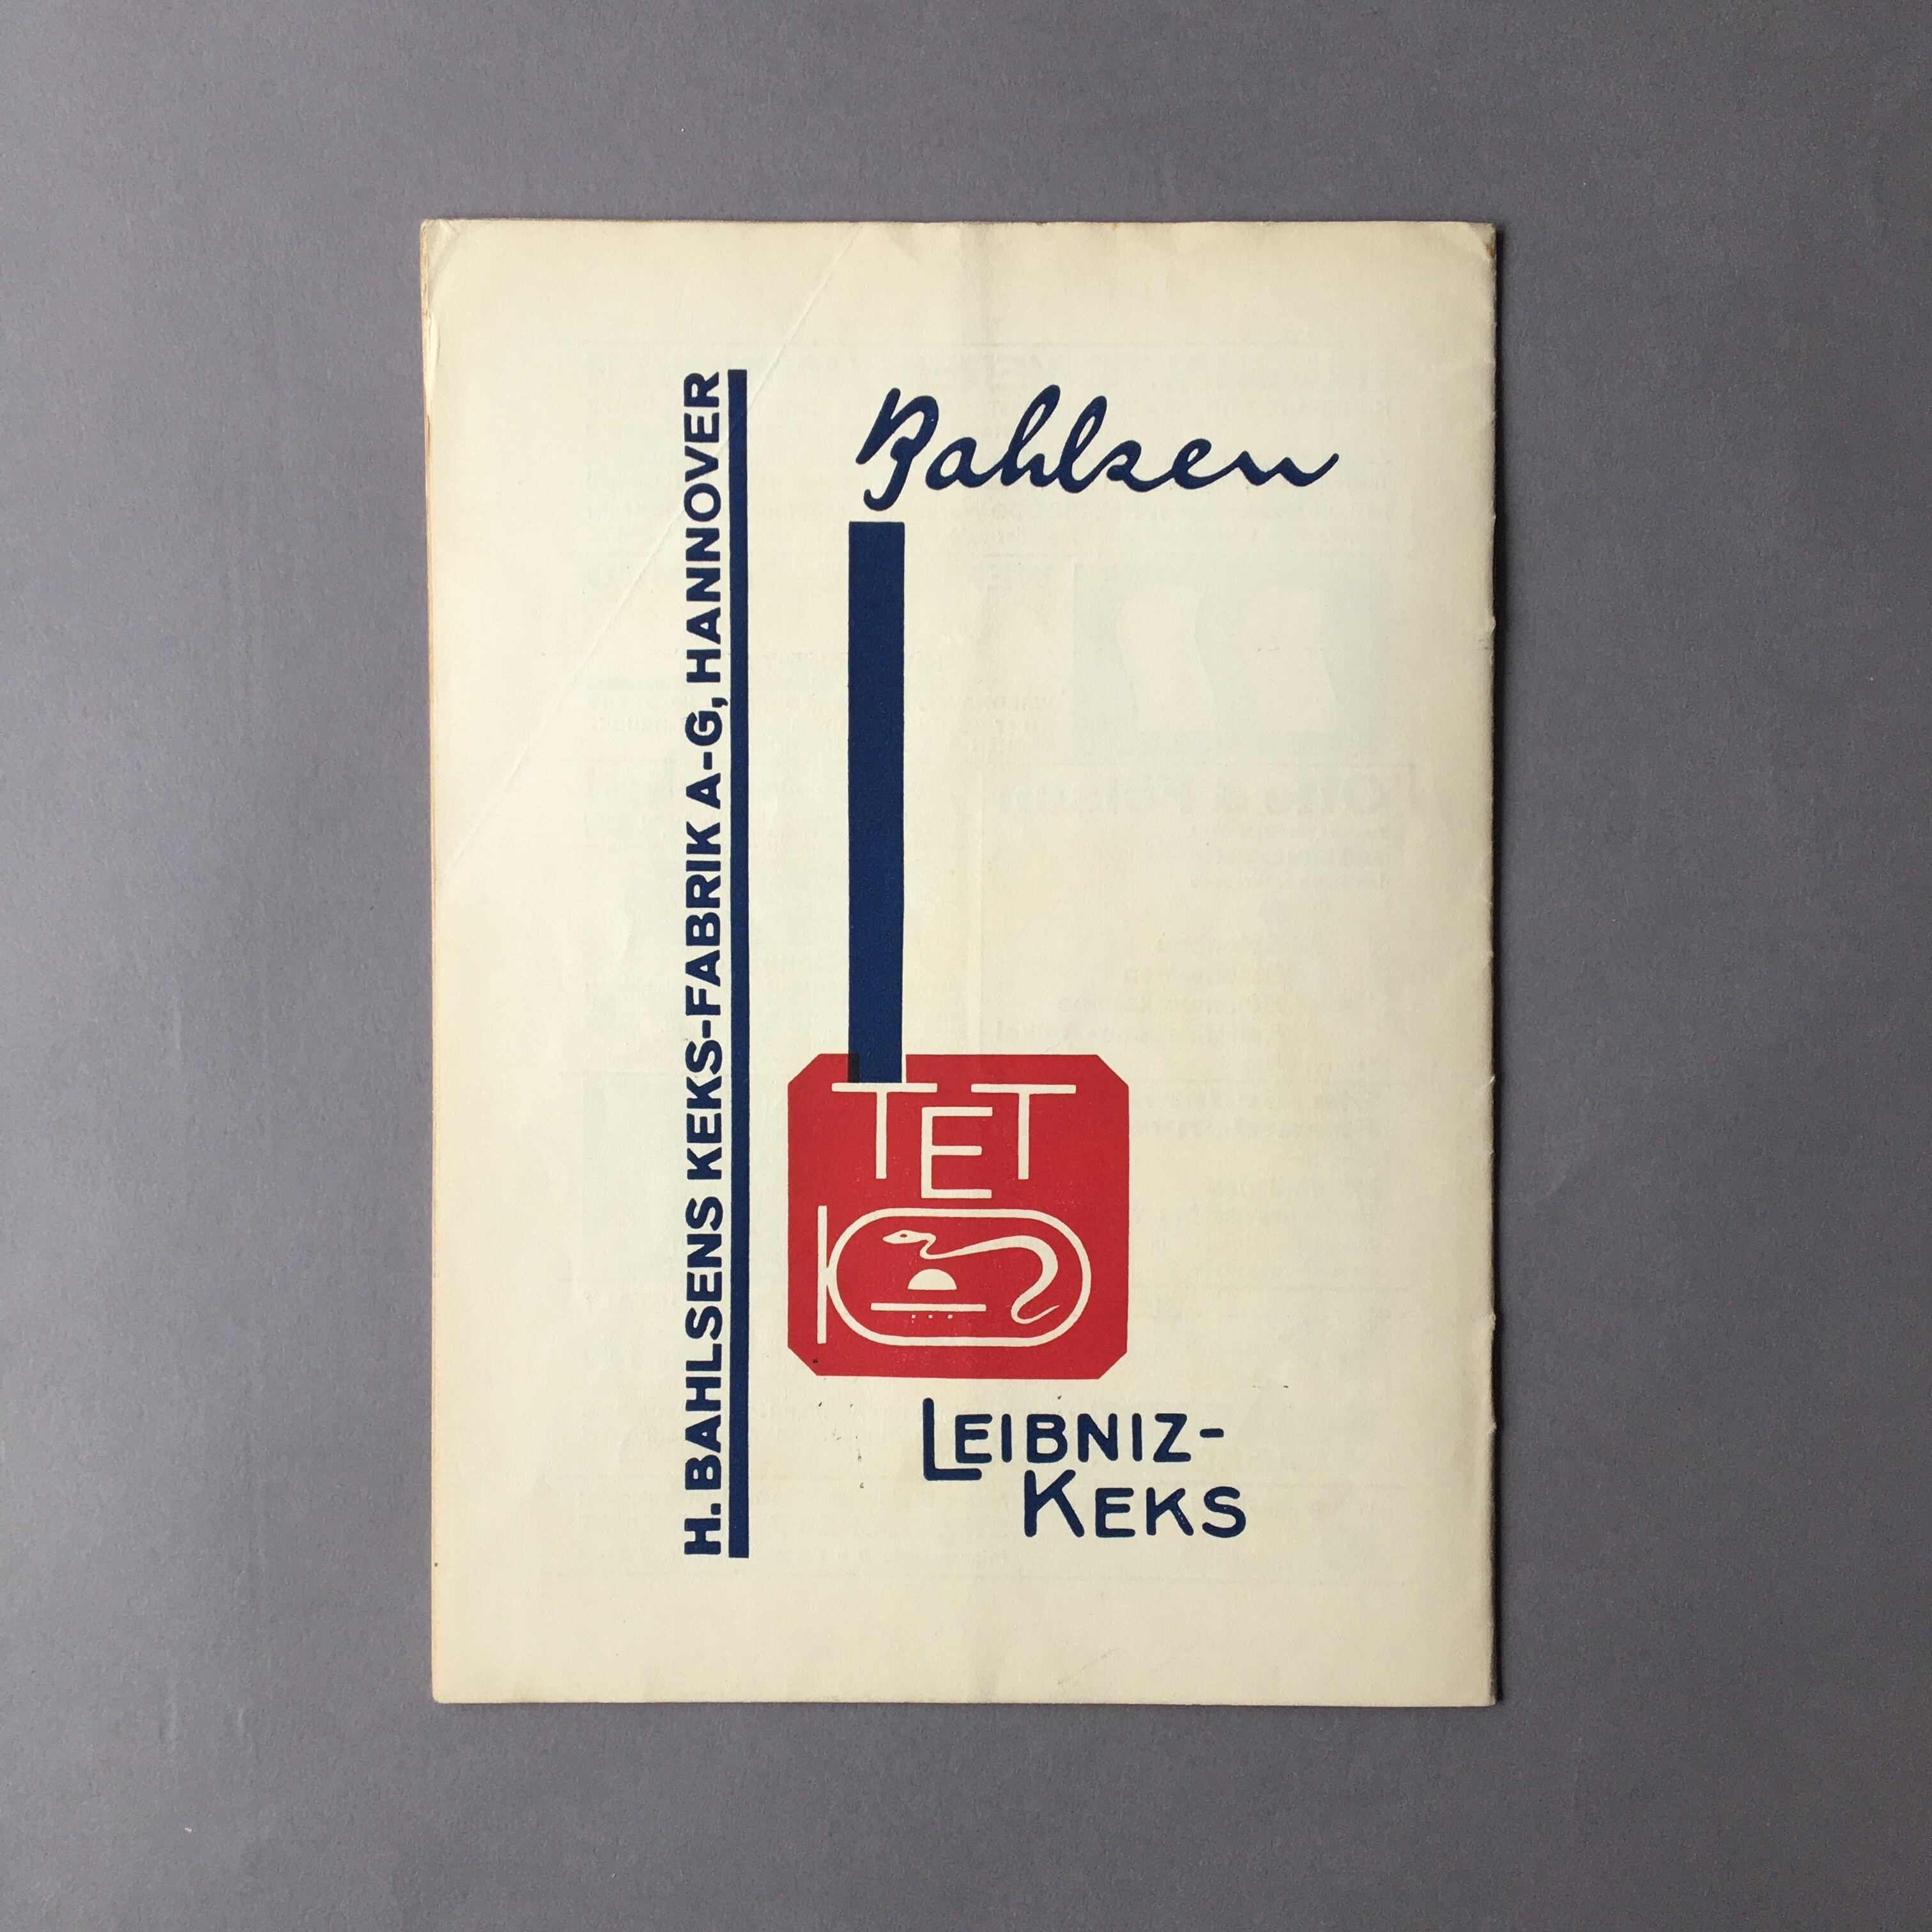 H. BAHLSENS KEKS-FABRIK A-G, HANNOVER
Bahlsen
TET
LEIBNIZ-
KEKS